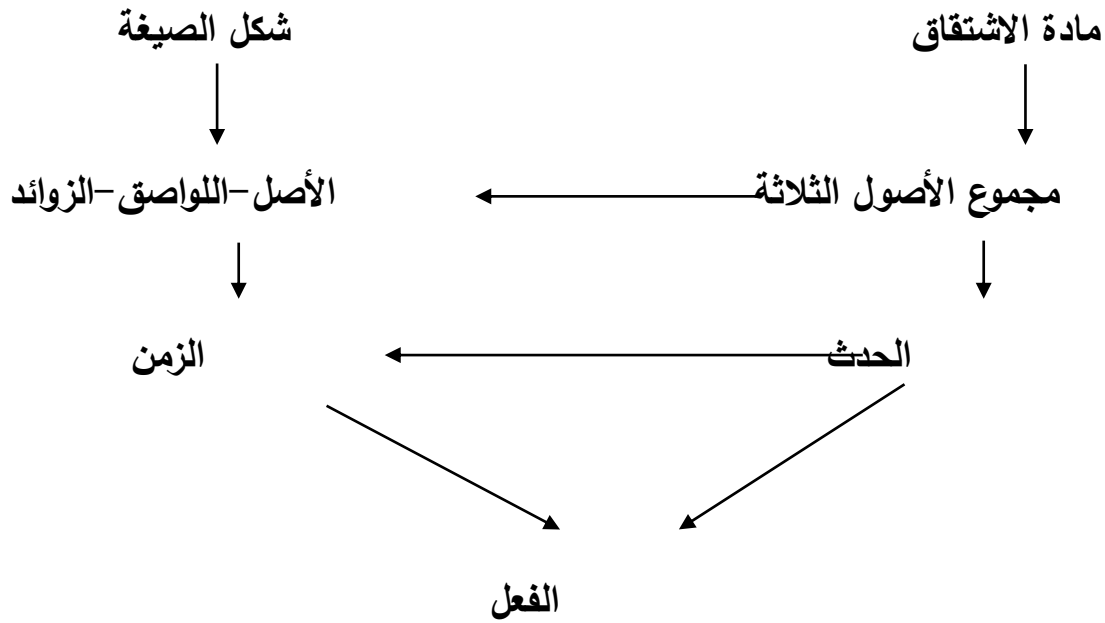 مادة الاشتقاق شكل الصيغة
مجموع الأصول الثلاثة الأصل-اللواصق-الزوائد
الحدث الزمن
الفعل